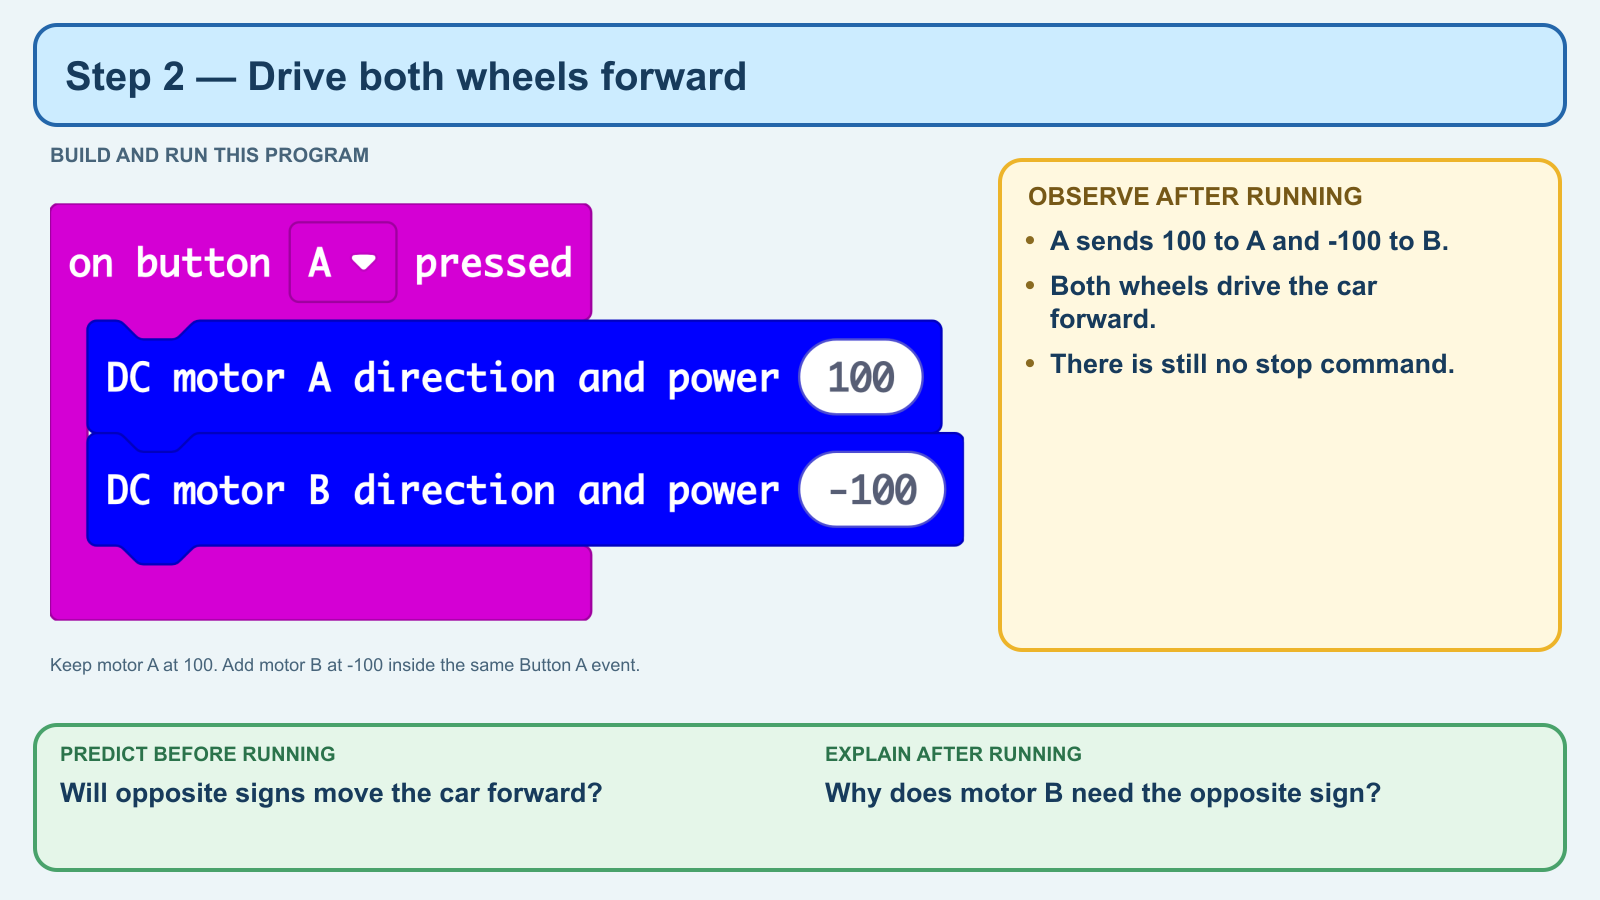 Step 2 — Drive both wheels forward
BUILD AND RUN THIS PROGRAM
on button A pressed
DC motor A direction and power 100
DC motor B direction and power -100
Keep motor A at 100. Add motor B at -100 inside the same Button A event.
OBSERVE AFTER RUNNING
• A sends 100 to A and -100 to B.
• Both wheels drive the car
forward.
• There is still no stop command.
PREDICT BEFORE RUNNING
Will opposite signs move the car forward?
EXPLAIN AFTER RUNNING
Why does motor B need the opposite sign?